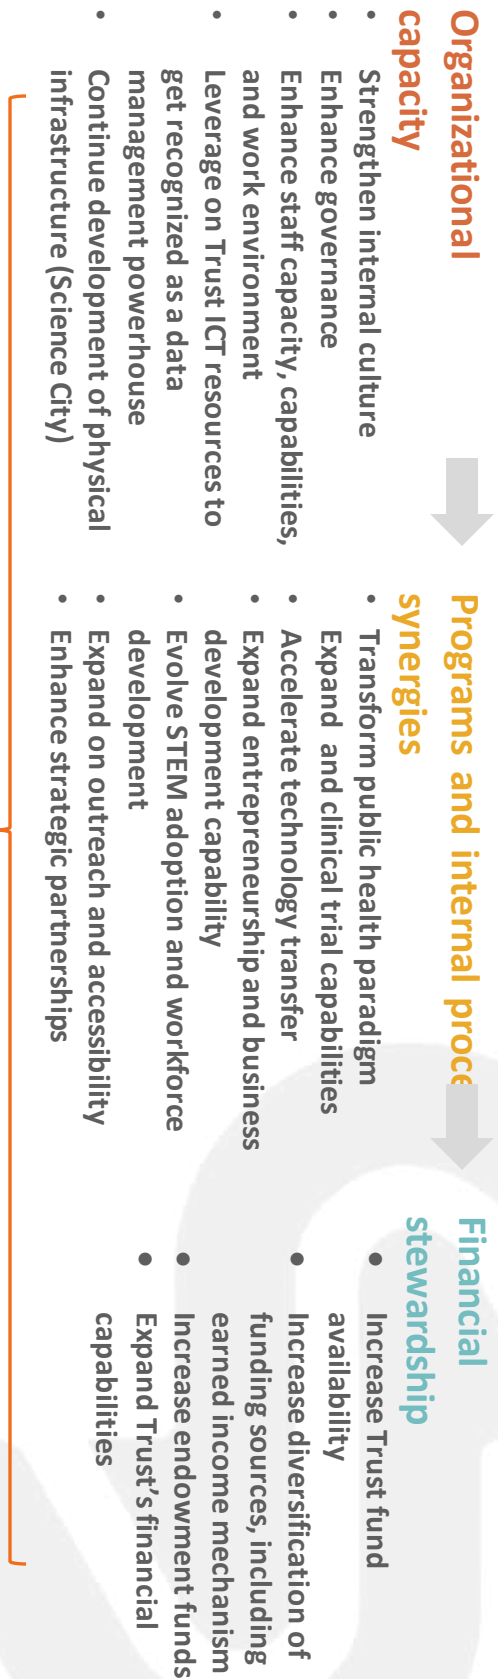 Organizational
capacity
• Strengthen internal culture
• Enhance governance
• Enhance staff capacity, capabilities,
and work environment
• Leverage on Trust ICT resources to
get recognized as a data
management powerhouse
• Continue development of physical
infrastructure (Science City)
Programs and internal proce
synergies
• Transform public health paradigm
Expand and clinical trial capabilities
• Accelerate technology transfer
• Expand entrepreneurship and business
development capability
• Evolve STEM adoption and workforce
development
• Expand on outreach and accessibility
• Enhance strategic partnerships
Financial
stewardship
• Increase Trust fund
availability
• Increase diversification of
funding sources, including
earned income mechanism
• Increase endowment funds
• Expand Trust's financial
capabilities